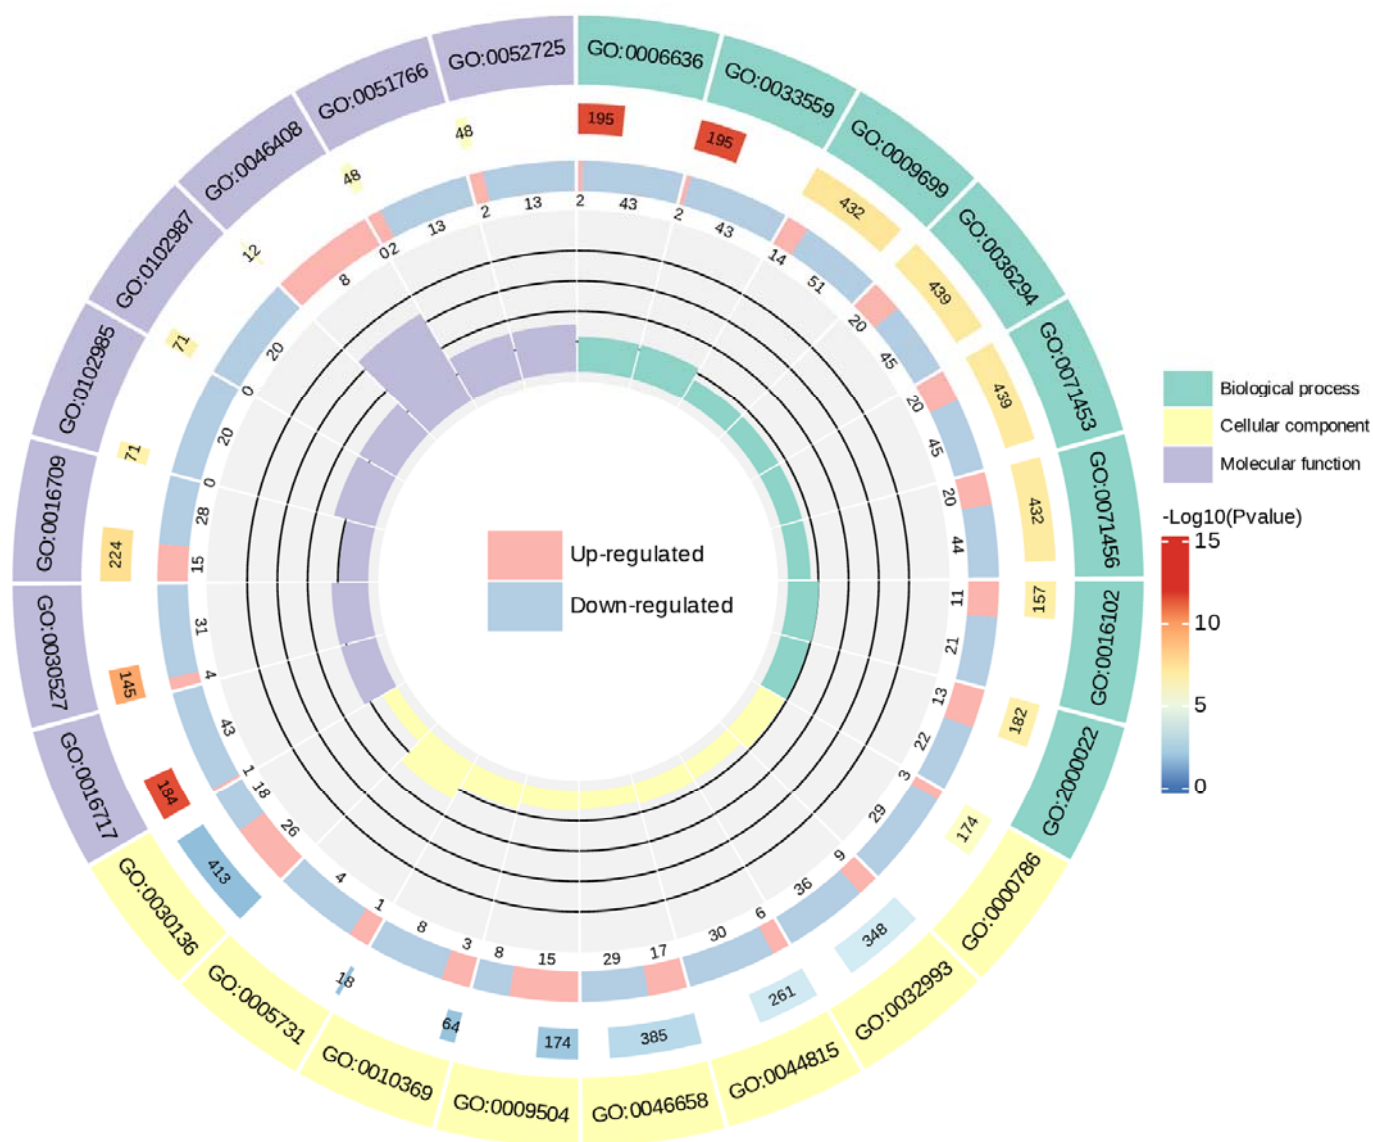 GO:0006636
GO:0033559
GO:0009699
GO:0036294
GO:0071453
GO:0071456
GO:0016102
GO:2000022
GO:0000786
GO:0032993
GO:0044815
GO:0046658
GO:0009504
GO:0010369
GO:0005731
GO:0030136
GO:0016717
GO:0030527
GO:0016709
GO:0102985
GO:0102987
GO:0046408
GO:0051766
GO:0052725
195
195
432
439
439
432
157
182
174
348
261
385
174
64
18
413
184
145
224
71
71
12
48
48
2
43
2
43
14
51
20
45
20
45
20
44
11
21
13
22
3
29
9
36
6
30
17
29
15
8
3
8
1
4
26
18
1
43
4
31
15
28
0
20
0
20
8
0
2
13
2
13
Up-regulated
Down-regulated
Biological process
Cellular component
Molecular function
-Log10(Pvalue)
15
10
5
0